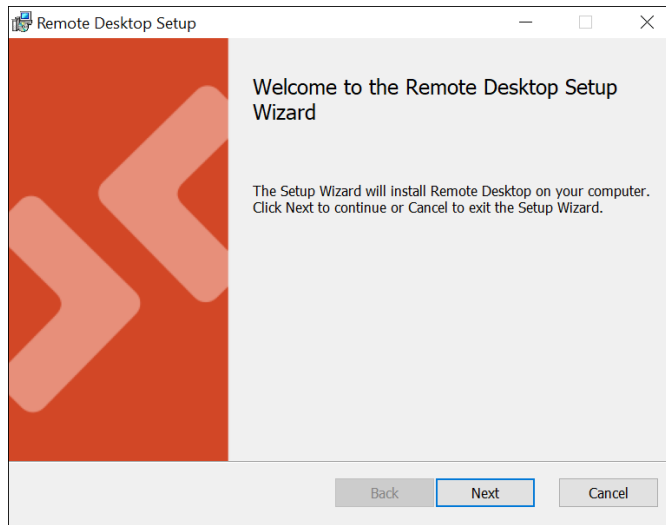 Remote Desktop Setup
Welcome to the Remote Desktop Setup
Wizard
The Setup Wizard will install Remote Desktop on your computer.
Click Next to continue or Cancel to exit the Setup Wizard.
Back Next Cancel